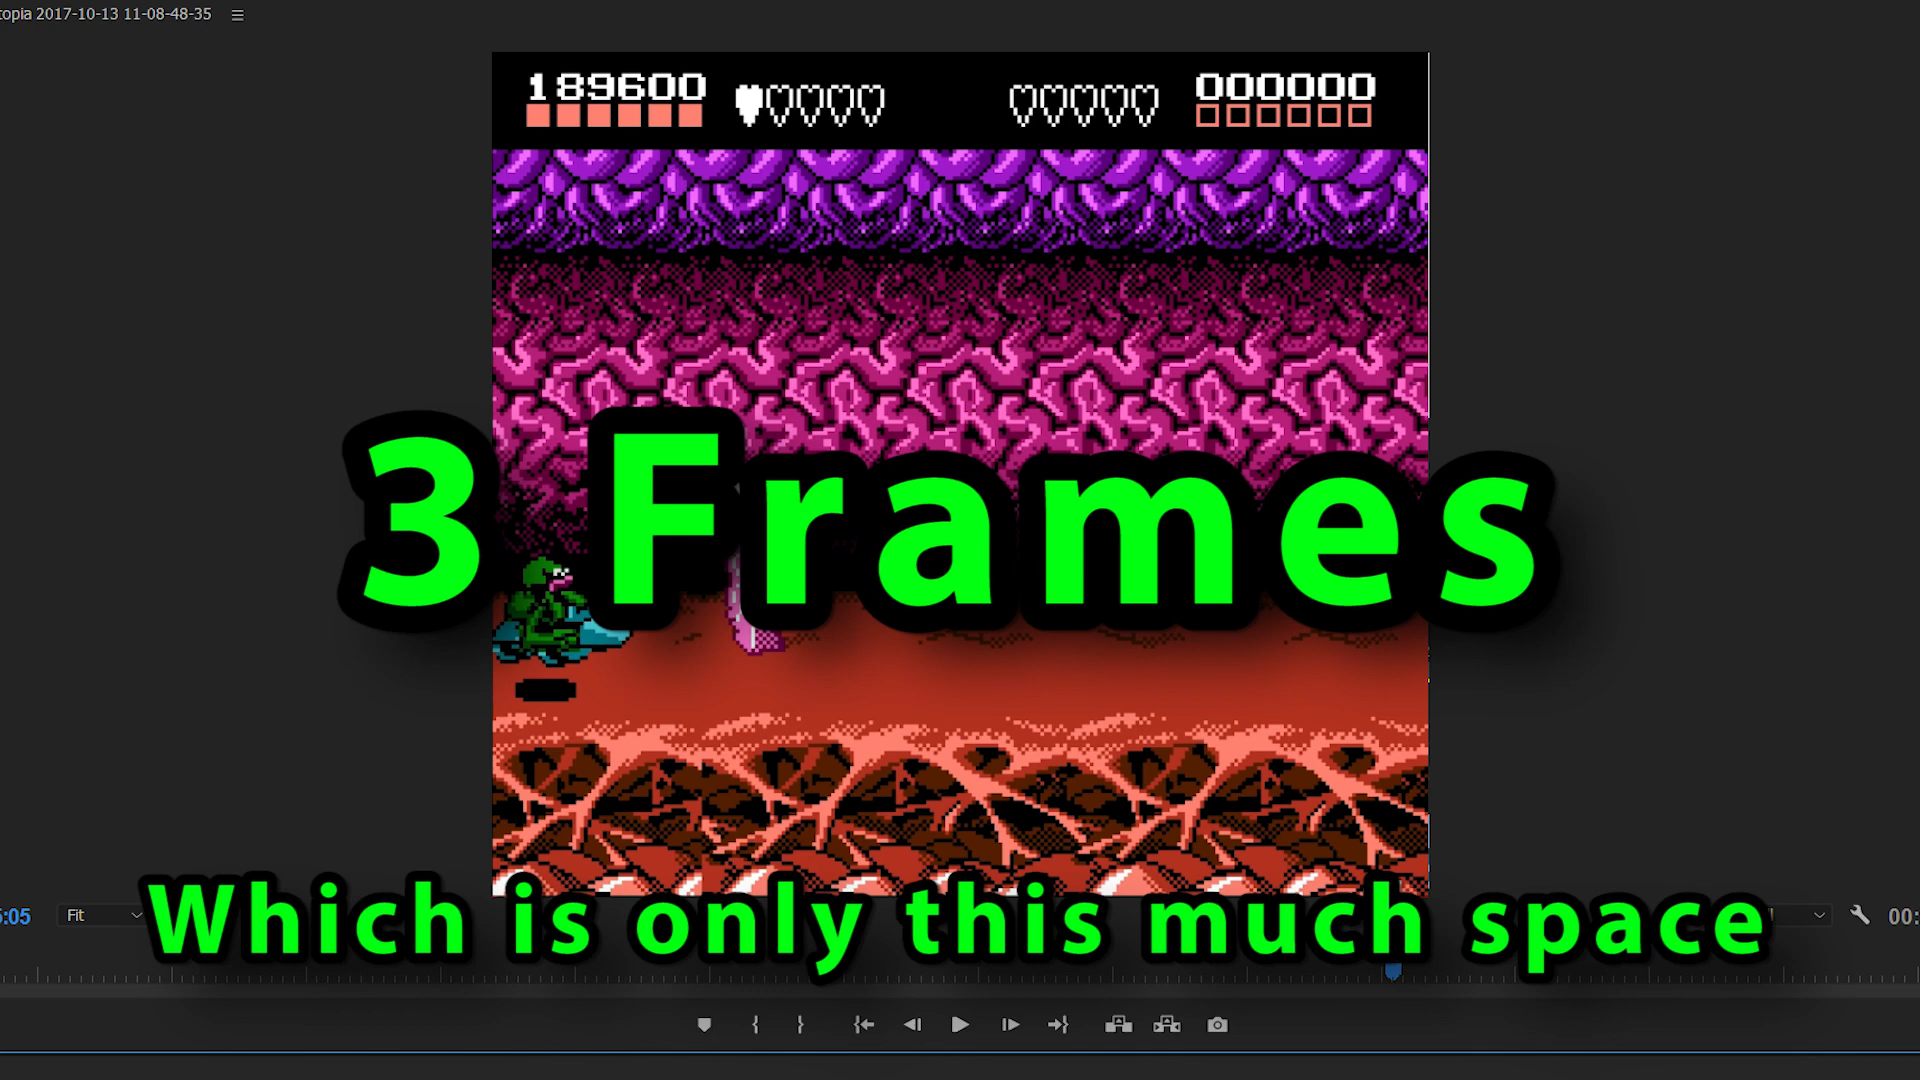 topia 2017-10-13 11-08-48-35
189600
000000
3 Frames
5:05
Fit
Which is only this much space
00: